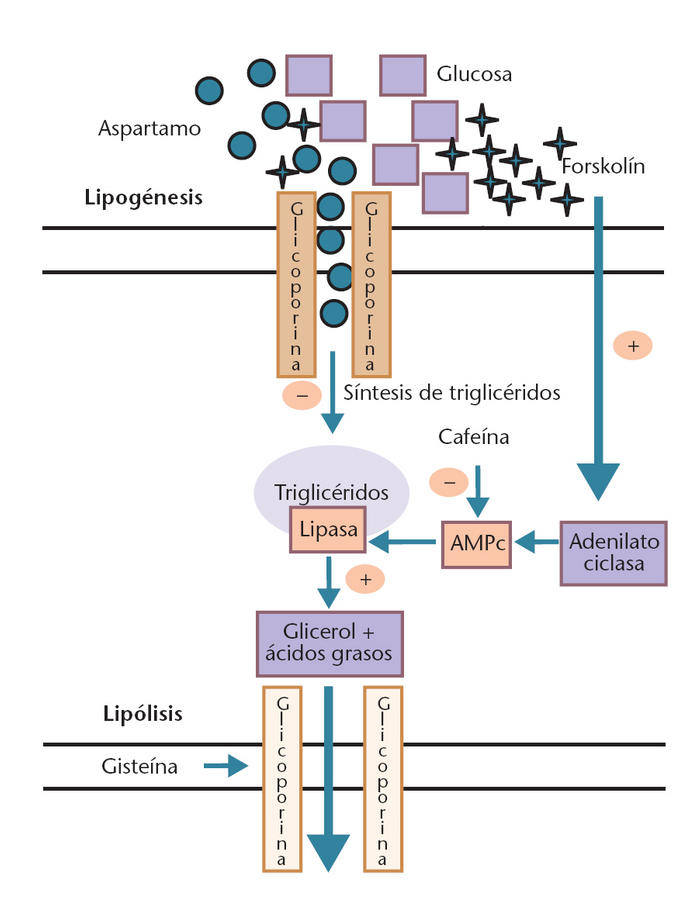 Glucosa
Aspartamo
Forskolín
Lipogénesis
Glicoporina
Glicoporina
+
−
Síntesis de triglicéridos
Cafeína
−
Triglicéridos
Lipasa
AMPc
Adenilato
ciclasa
+
Glicerol +
ácidos grasos
Lipólisis
Glicoporina
Glicoporina
Gisteína